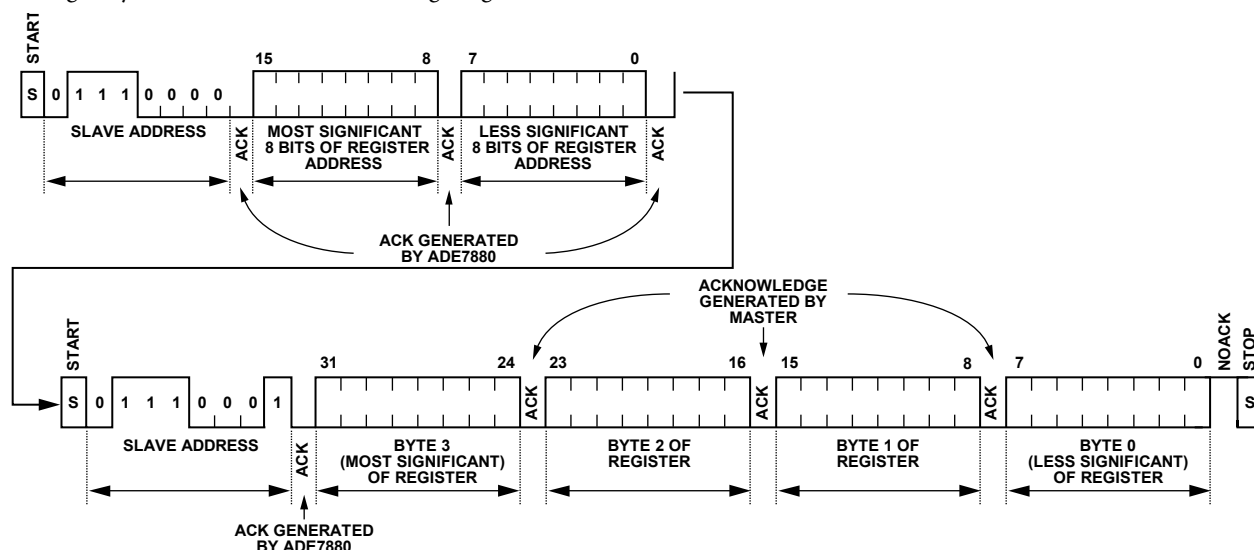 START
15 8 7 0
S 0 1 1 1 0 0 0 0
SLAVE ADDRESS
ACK
MOST SIGNIFICANT
8 BITS OF REGISTER
ADDRESS
ACK
LESS SIGNIFICANT
8 BITS OF REGISTER
ADDRESS
ACK
ACK GENERATED
BY ADE7880
ACKNOWLEDGE
GENERATED BY
MASTER
START
31 24 23 16 15 8 7 0
NOACK
STOP
S 0 1 1 1 0 0 0 1
ACK
ACK
ACK
S
SLAVE ADDRESS
ACK
BYTE 3
(MOST SIGNIFICANT)
OF REGISTER
BYTE 2 OF
REGISTER
BYTE 1 OF
REGISTER
BYTE 0
(LESS SIGNIFICANT)
OF REGISTER
ACK GENERATED
BY ADE7880